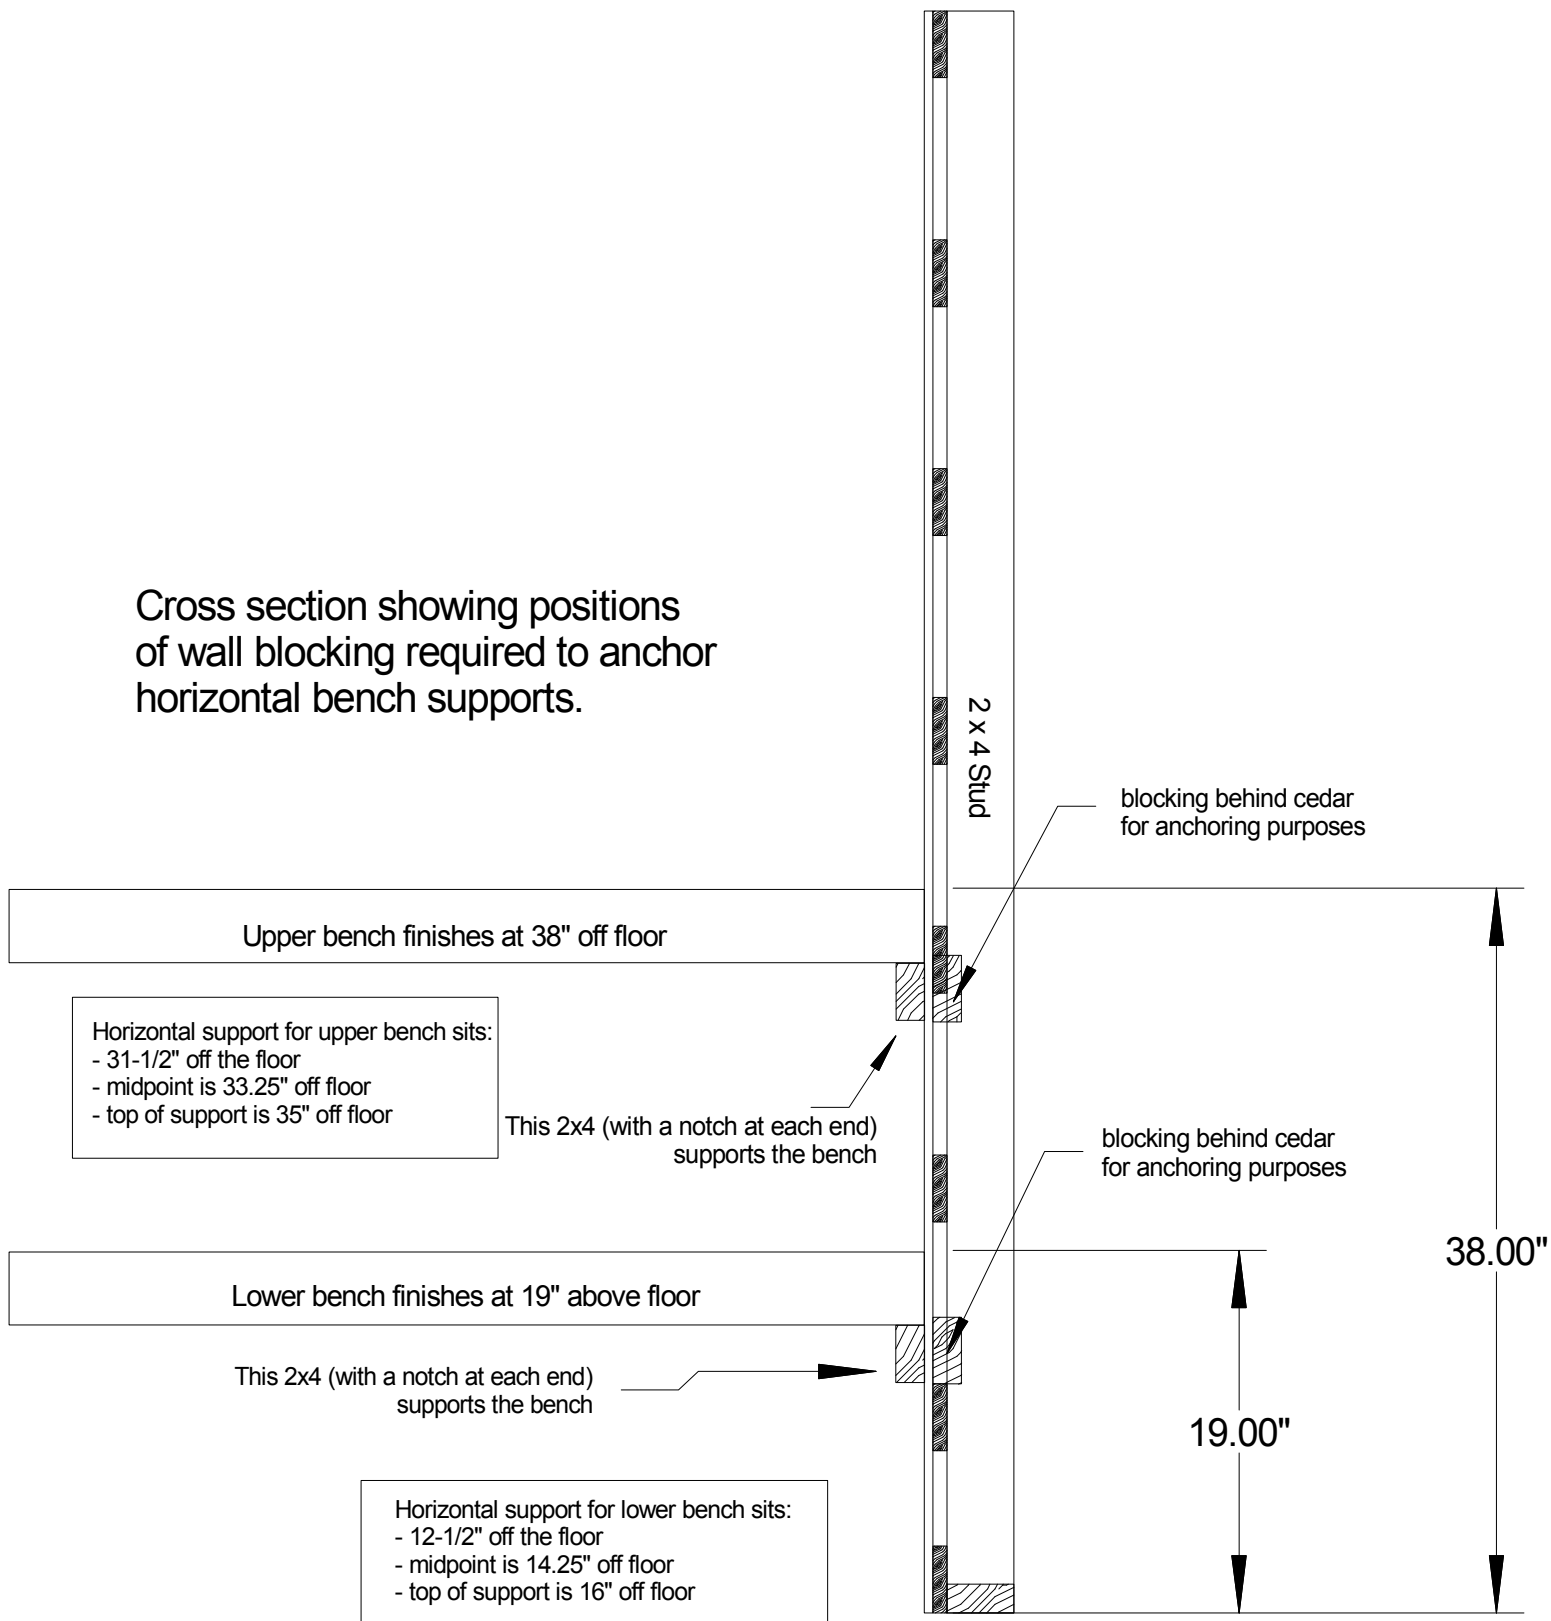 Cross section showing positions
of wall blocking required to anchor
horizontal bench supports.
2 x 4 Stud
blocking behind cedar
for anchoring purposes
Upper bench finishes at 38" off floor
Horizontal support for upper bench sits:
- 31-1/2" off the floor
- midpoint is 33.25" off floor
- top of support is 35" off floor
This 2x4 (with a notch at each end)
supports the bench
blocking behind cedar
for anchoring purposes
38.00"
Lower bench finishes at 19" above floor
This 2x4 (with a notch at each end)
supports the bench
19.00"
Horizontal support for lower bench sits:
- 12-1/2" off the floor
- midpoint is 14.25" off floor
- top of support is 16" off floor